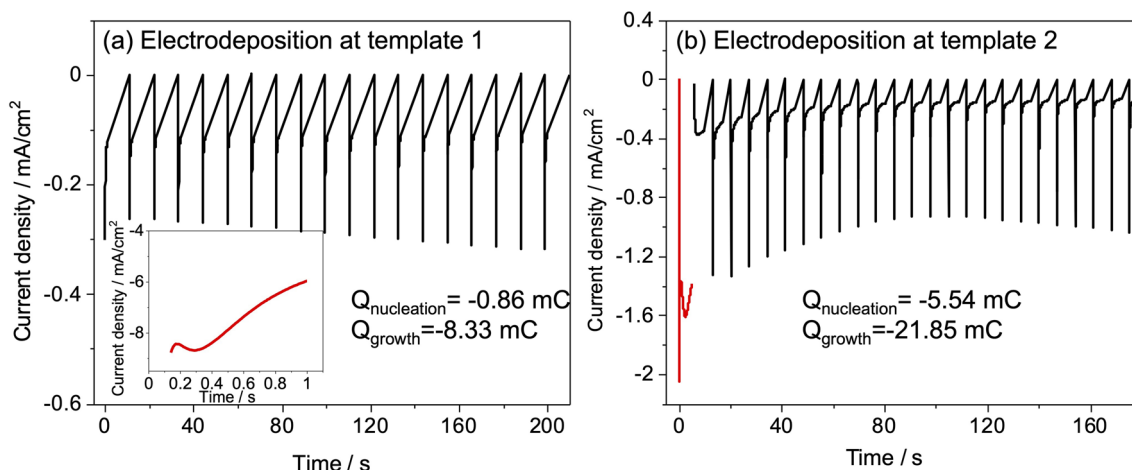 (a) Electrodeposition at template 1
0
-0.2
-0.4
-0.6
Current density / mA/cm²
0
40
80
120
160
200
Time / s
-4
-6
-8
Current density / mA/cm²
0
0.2
0.4
0.6
0.8
1
Time / s
Qnucleation= -0.86 mC
Qgrowth=-8.33 mC
(b) Electrodeposition at template 2
0.4
0
-0.4
-0.8
-1.2
-1.6
-2
Current density / mA/cm²
0
40
80
120
160
Time / s
Qnucleation= -5.54 mC
Qgrowth= -21.85 mC